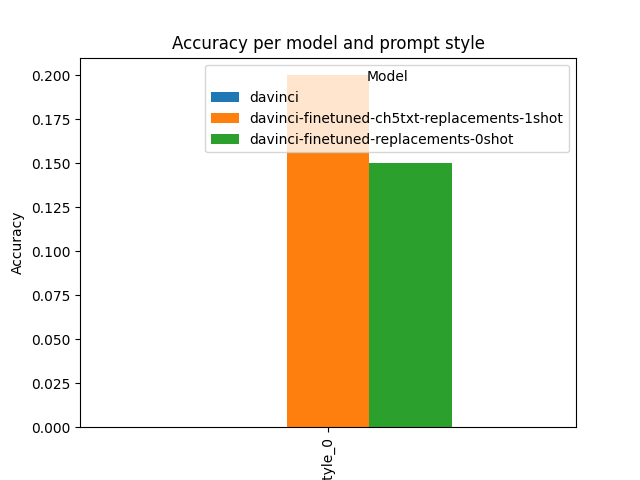 Accuracy per model and prompt style
Accuracy
0.200
0.175
0.150
0.125
0.100
0.075
0.050
0.025
0.000
Model
davinci
davinci-finetuned-ch5txt-replacements-1shot
davinci-finetuned-replacements-0shot
tyle_0